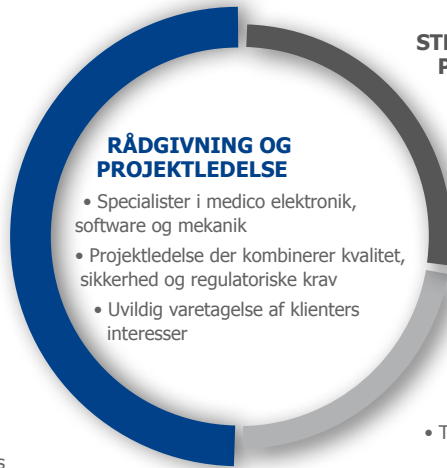 RÅDGIVNING OG
PROJEKTLEDELSE
• Specialister i medico elektronik,
software og mekanik
• Projektledelse der kombinerer kvalitet,
sikkerhed og regulatoriske krav
• Uvildig varetagelse af klienters
interesser